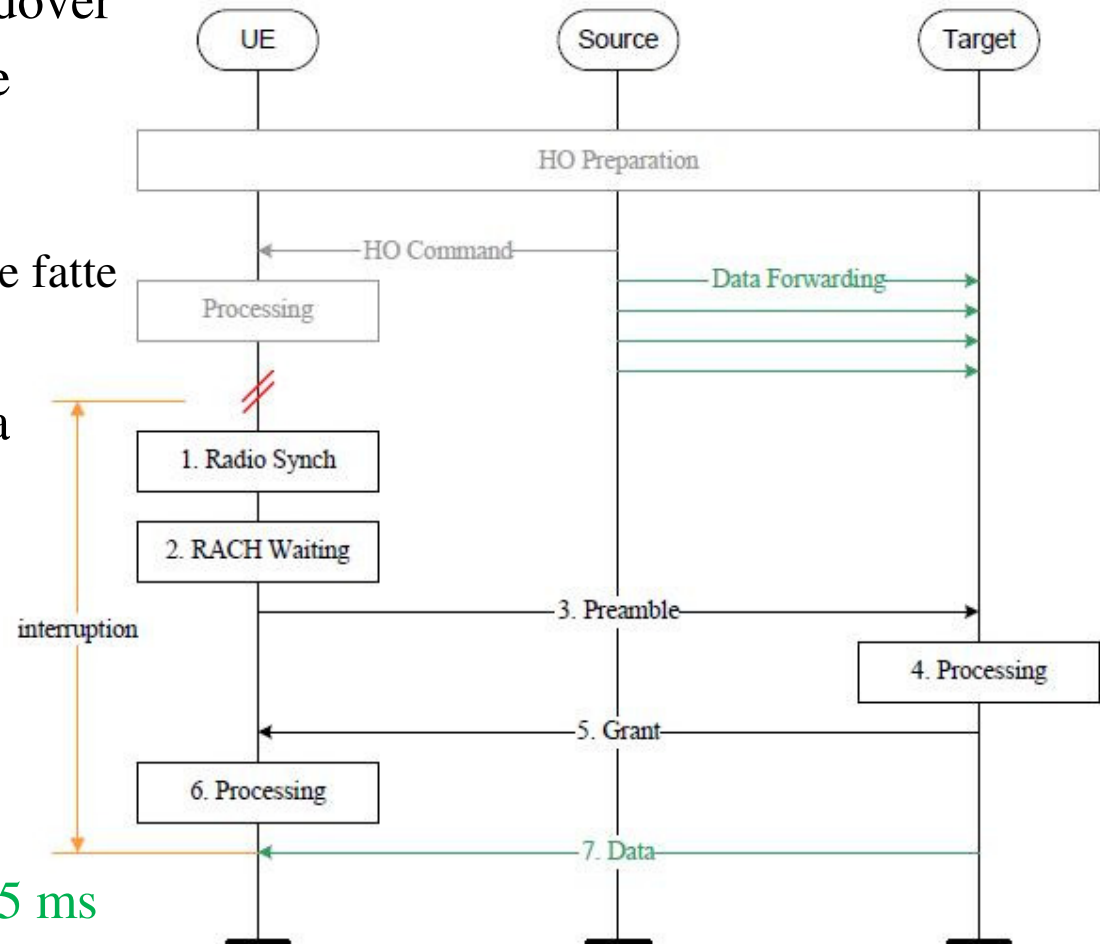 dover
UE
Source
Target
e
HO Preparation
HO Command
e fatte
Data Forwarding
Processing
a
1. Radio Synch
2. RACH Waiting
3. Preamble
interruption
4. Processing
5. Grant
6. Processing
7. Data
5 ms